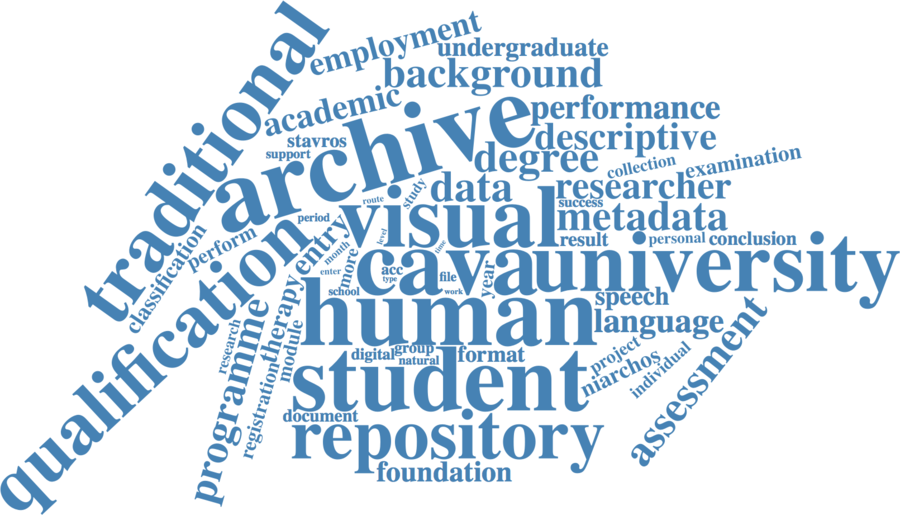 traditional
employment
undergraduate
background
academic
archive
performance
stavros
support
descriptive
degree
collection
examination
data
study
route
researcher
success
visual
metadata
period
classification
perform
qualification
entry
level
time
result
personal
conclusion
month
more
enter
cava
university
acc
type
file
year
school
work
therapy
programme
human
speech
language
research
module
registration
digital
group
natural
format
project
niarchos
individual
assessment
student
document
repository
foundation